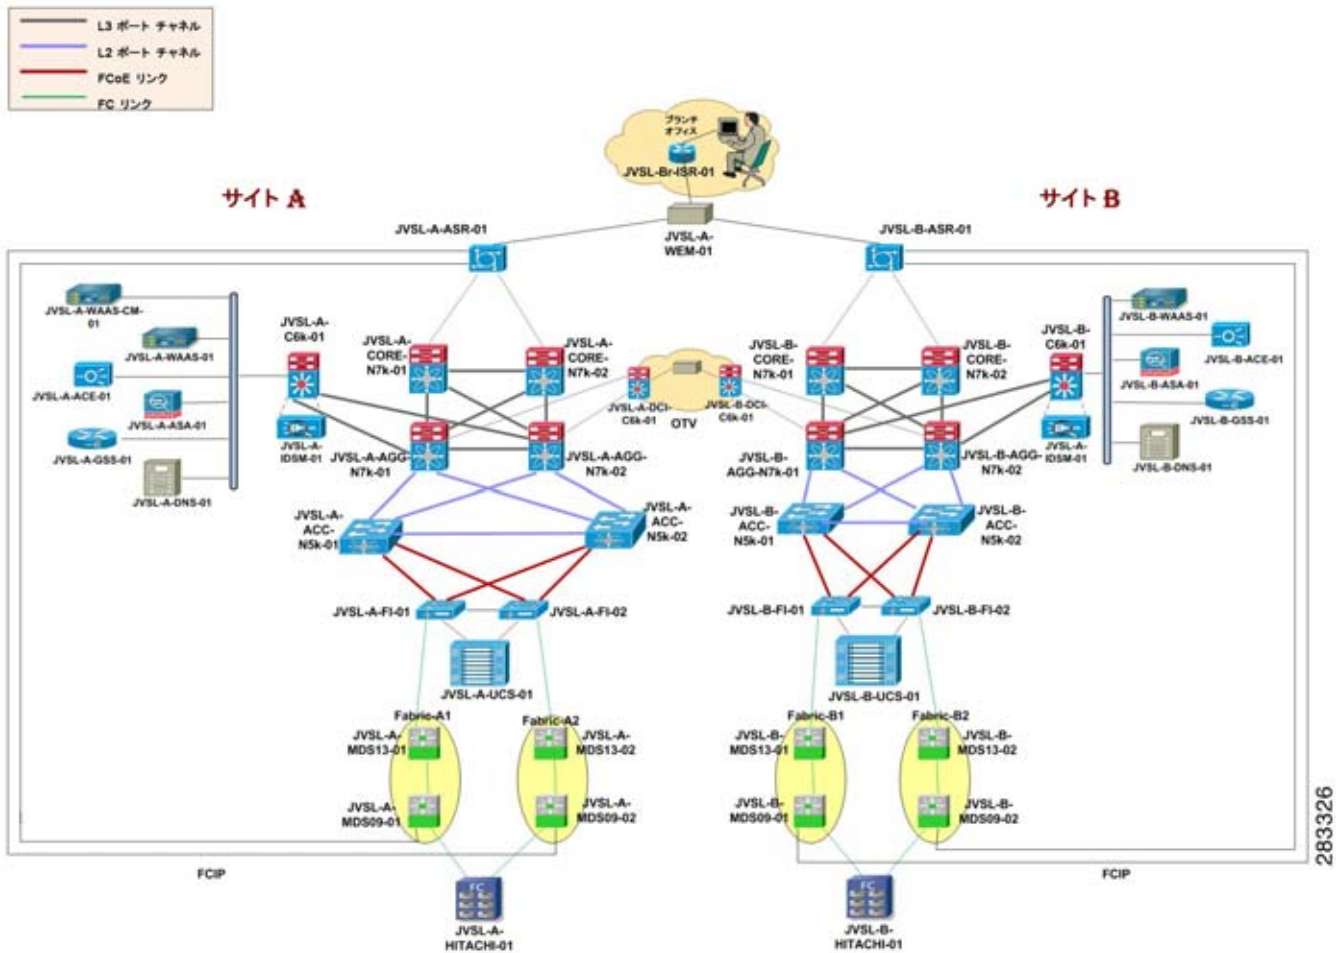 L3 ポート チャネル
L2 ポート チャネル
FCoE リンク
FC リンク
ブランチ
オフィス
JVSL-Br-ISR-01
サイト A
サイト B
JVSL-A-ASR-01
JVSL-A-
WEM-01
JVSL-B-ASR-01
JVSL-A-WAAS-CM-
01
JVSL-A-WAAS-01
JVSL-A-ACE-01
JVSL-A-ASA-01
JVSL-A-GSS-01
JVSL-A-DNS-01
JVSL-A-
C6k-01
JVSL-A-
IDSM-01
JVSL-A-
CORE-
N7k-01
JVSL-A-
CORE-
N7k-02
JVSL-A-DCI-
C6k-01
JVSL-B-DCI-
C6k-01
OTV
JVSL-B-
CORE-
N7k-01
JVSL-B-
CORE-
N7k-02
JVSL-B-
C6k-01
JVSL-A-
IDSM-01
JVSL-B-WAAS-01
JVSL-B-ACE-01
JVSL-B-ASA-01
JVSL-B-GSS-01
JVSL-B-DNS-01
JVSL-A-AGG-
N7k-01
JVSL-A-AGG-
N7k-02
JVSL-B-
AGG-N7k-01
JVSL-B-AGG-
N7k-02
JVSL-A-
ACC-
N5k-01
JVSL-A-
ACC-
N5k-02
JVSL-B-
ACC-
N5k-01
JVSL-B-
ACC-
N5k-02
JVSL-A-FI-01
JVSL-A-FI-02
JVSL-B-FI-01
JVSL-B-FI-02
JVSL-A-UCS-01
JVSL-B-UCS-01
Fabric-A1
Fabric-A2
Fabric-B1
Fabric-B2
JVSL-A-
MDS13-01
JVSL-A-
MDS13-02
JVSL-B-
MDS13-01
JVSL-B-
MDS13-02
JVSL-A-
MDS09-01
JVSL-A-
MDS09-02
JVSL-B-
MDS09-01
JVSL-B-
MDS09-02
FCIP
FCIP
FC
JVSL-A-
HITACHI-01
FC
JVSL-B-
HITACHI-01
283326